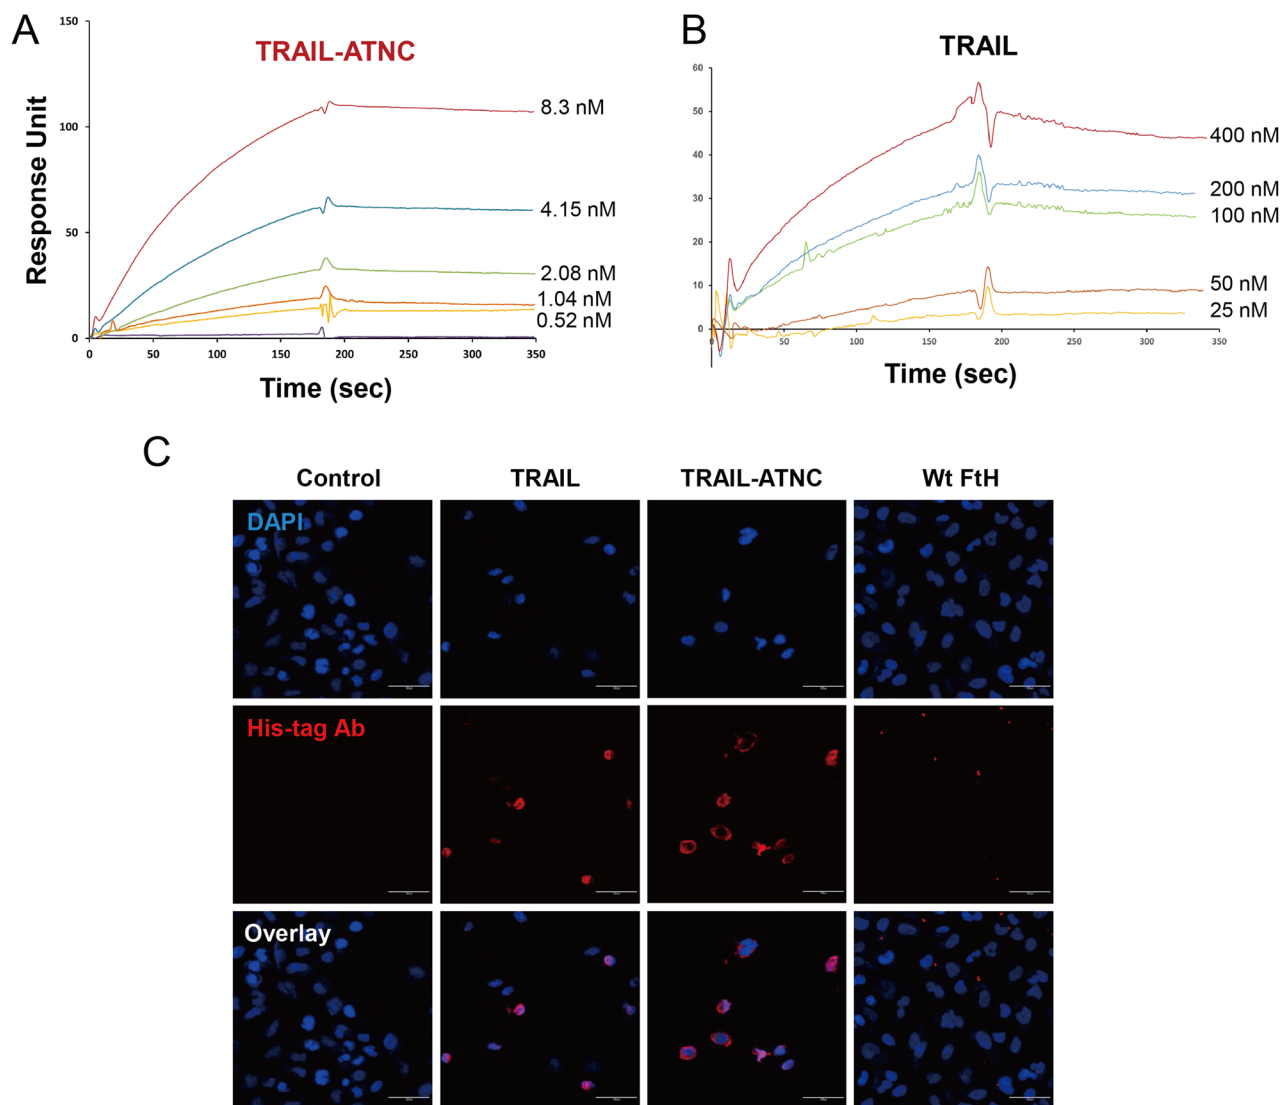 A
TRAIL-ATNC
Response Unit
150
100
50
0
8.3 nM
4.15 nM
2.08 nM
1.04 nM
0.52 nM
0 50 100 150 200 250 300 350
Time (sec)
B
TRAIL
60
50
40
30
20
10
0
400 nM
200 nM
100 nM
50 nM
25 nM
0 50 100 150 200 250 300 350
Time (sec)
C
Control TRAIL TRAIL-ATNC Wt FtH
DAPI
His-tag Ab
Overlay